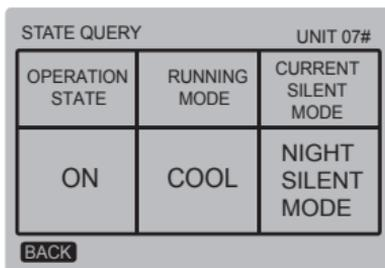 STATE QUERY UNIT 07#
OPERATION STATE RUNNING MODE CURRENT SILENT MODE
ON COOL NIGHT SILENT MODE
BACK